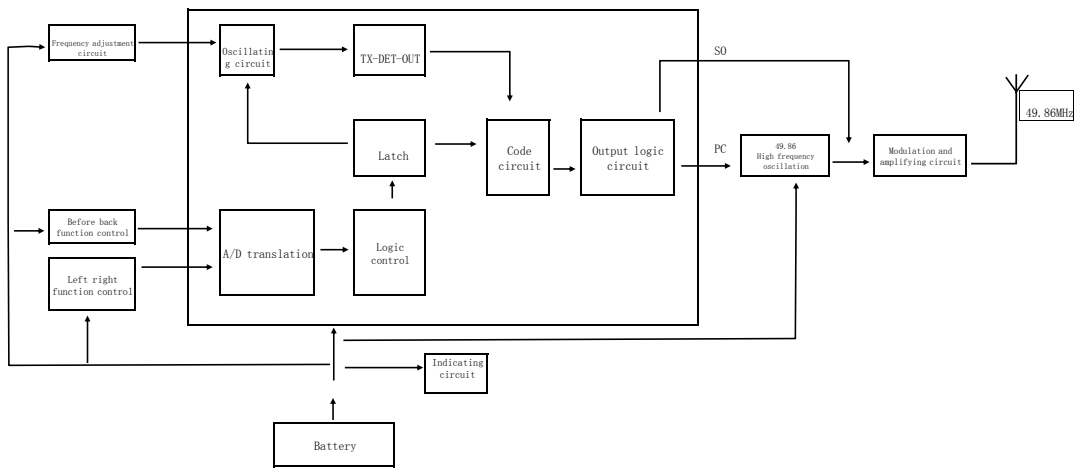 Frequency adjustment
circuit
Oscillatin
g circuit
TX-DET-OUT
SO
49.86MHz
Latch
Code
circuit
Output logic
circuit
PC
49.86
High frequency
oscillation
Modulation and
amplifying circuit
Before back
function control
A/D translation
Logic
control
Left right
function control
Indicating
circuit
Battery